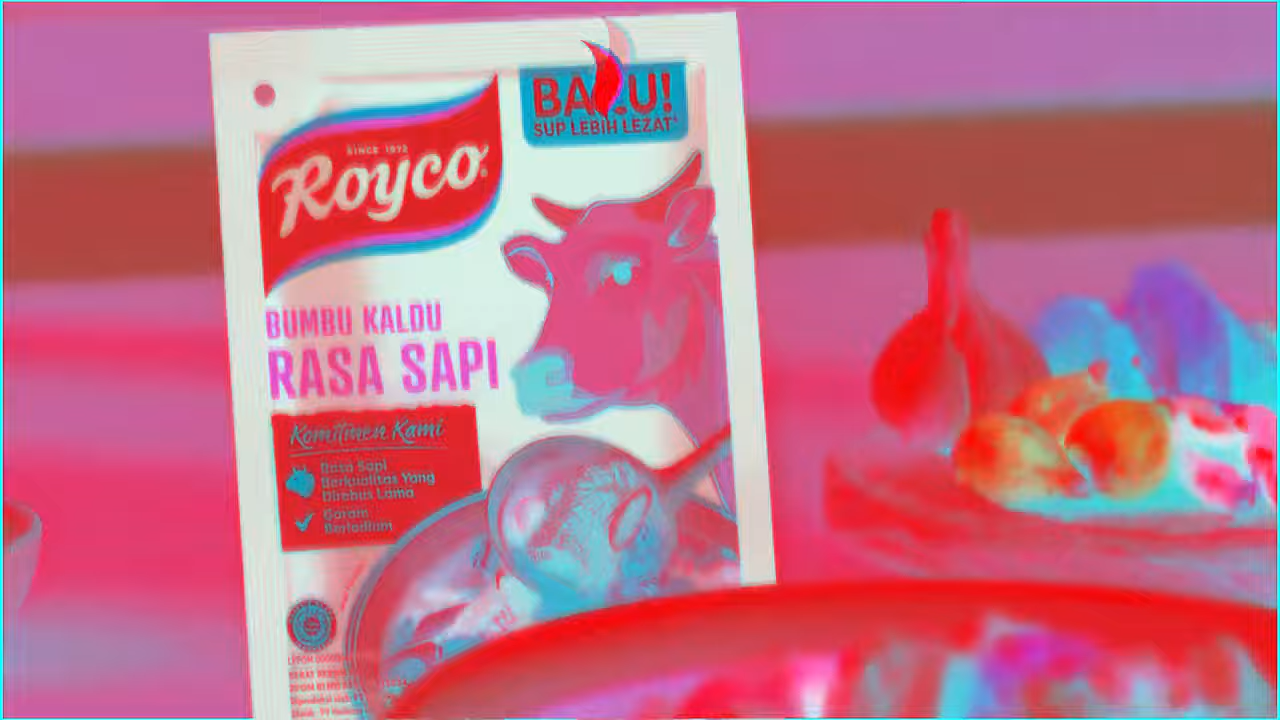 BA U!
SUP LEBIH LEZAT*
SINCE 1972
Royco
BUMBU KALDU
RASA SAPI
Komitmen Kami
Rasa Sapi
Berkualitas Yang
Direbus Lama
Garam
Beriodium